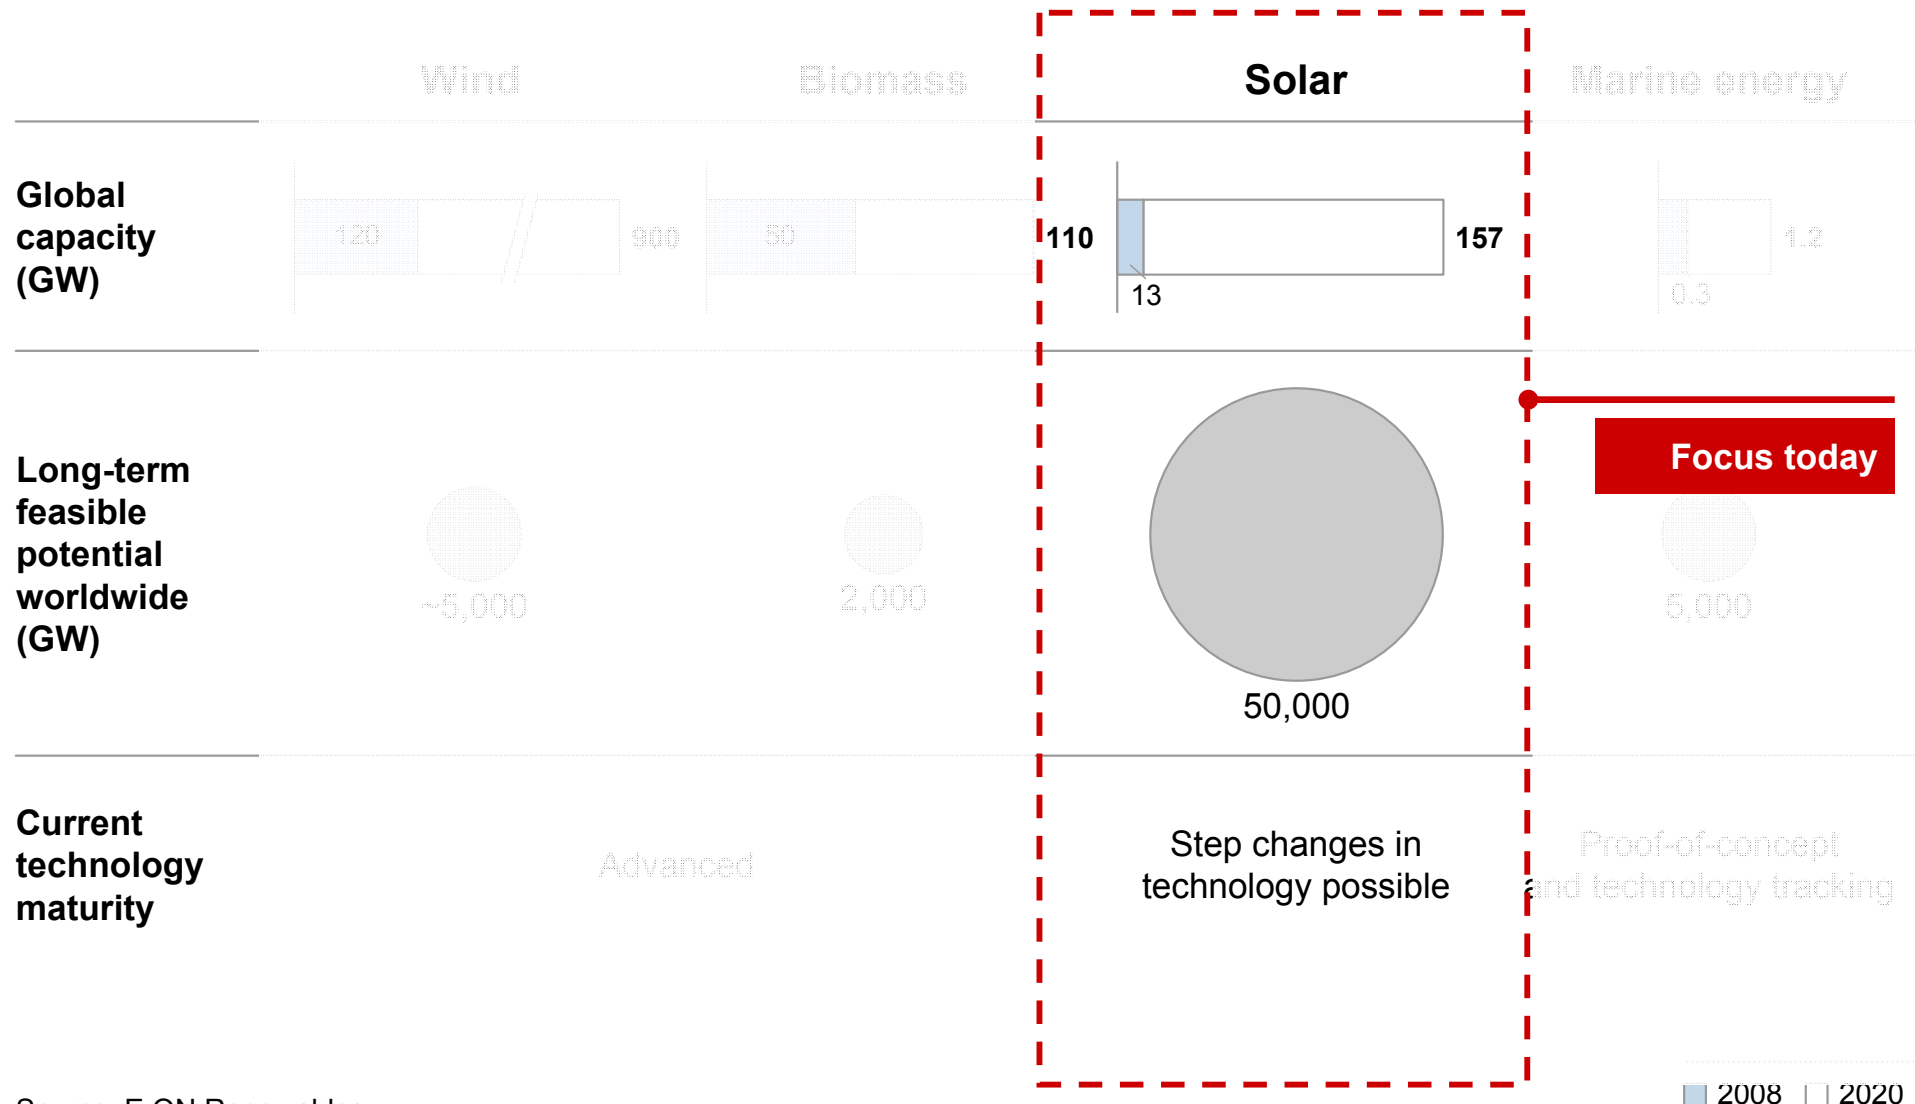 Wind Biomass Solar Marine energy
Global
capacity
(GW)
120 900 50 110 157 1.2
13 0.3
Focus today
Long-term
feasible
potential
worldwide
(GW)
~5,000 2,000 5,000
50,000
Current
technology
maturity
Advanced
Step changes in
technology possible
Proof-of-concept
and technology tracking
2008 2020